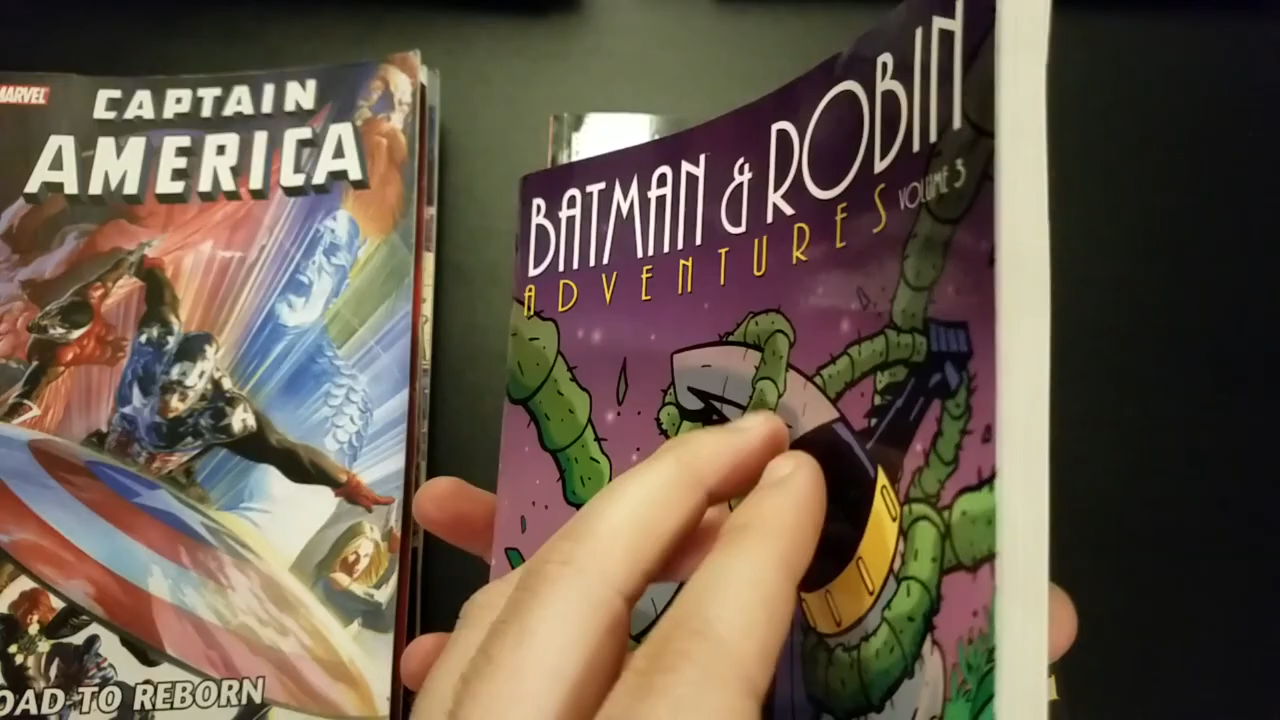 MARVEL
CAPTAIN
AMERICA
OAD TO REBORN
BATMAN & ROBIN
ADVENTURES
VOLUME 3